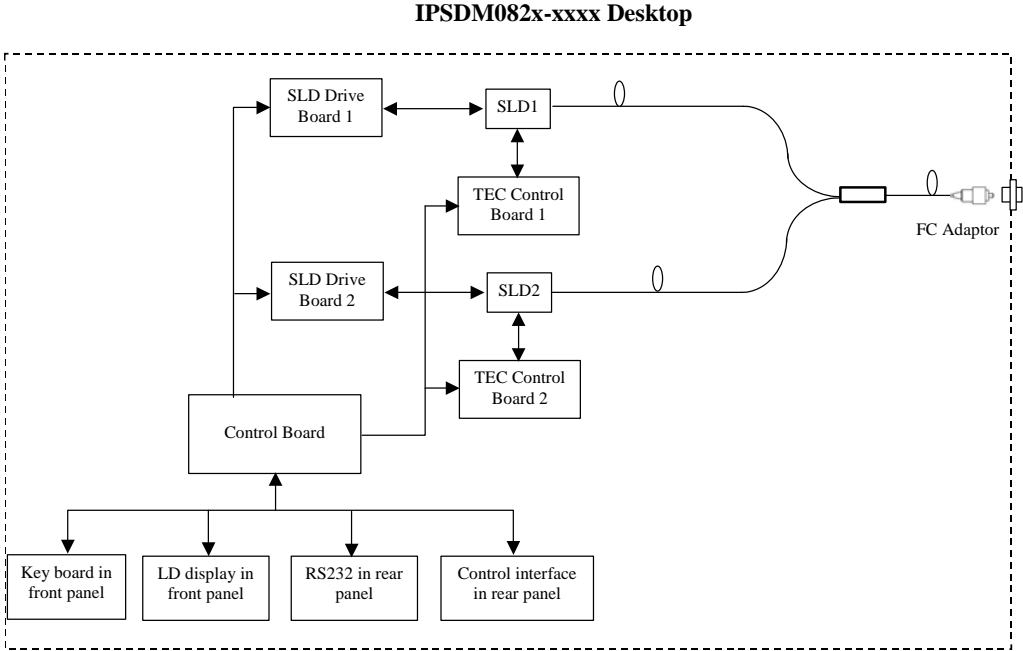 IPSDM082x-xxxx Desktop
SLD Drive
Board 1
SLD1
TEC Control
Board 1
FC Adaptor
SLD Drive
Board 2
SLD2
TEC Control
Board 2
Control Board
Key board in
front panel
LD display in
front panel
RS232 in rear
panel
Control interface
in rear panel